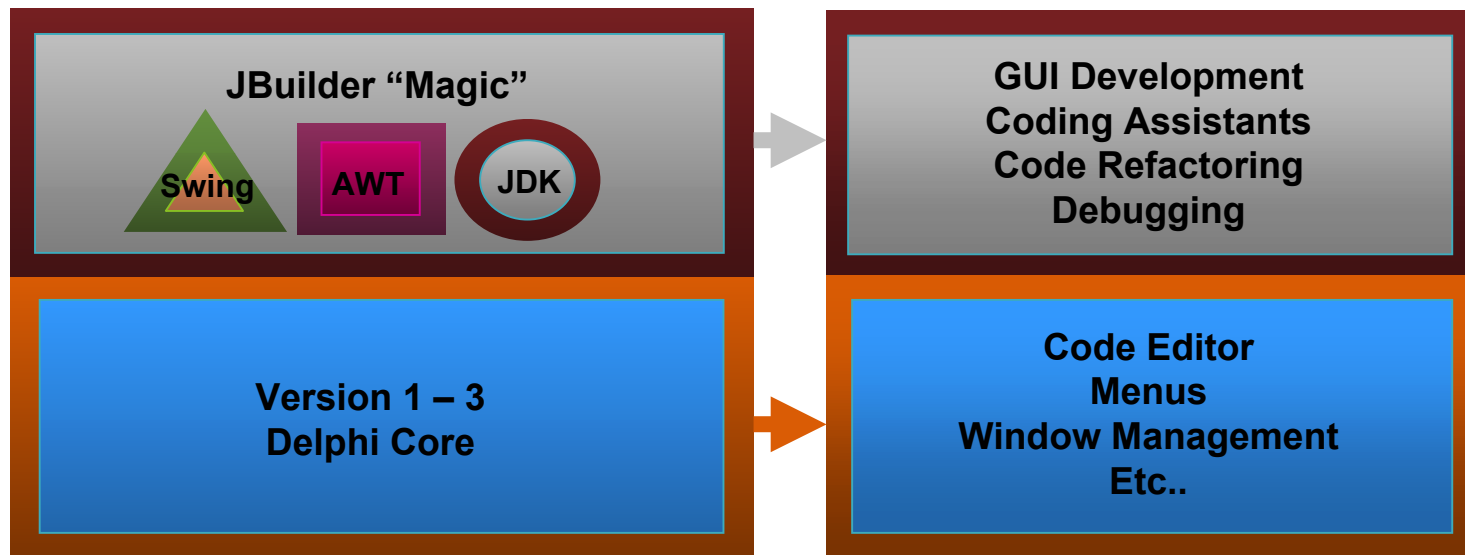 JBuilder “Magic”
Swing
AWT
JDK
GUI Development
Coding Assistants
Code Refactoring
Debugging
Version 1 – 3
Delphi Core
Code Editor
Menus
Window Management
Etc..